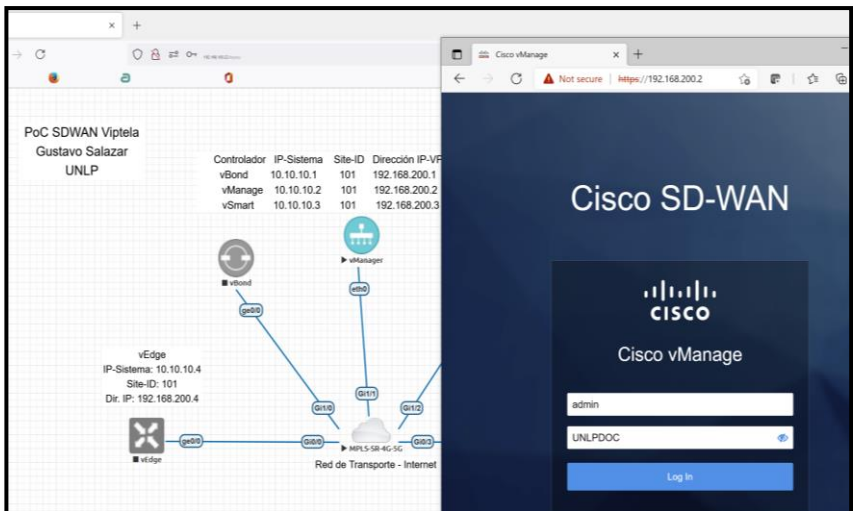 Cisco vManage
Not secure https://192.168.200.2
PoC SDWAN Viptela
Gustavo Salazar
UNLP
Controlador IP-Sistema Site-ID Dirección IP-VP
vBond 10.10.10.1 101 192.168.200.1
vManage 10.10.10.2 101 192.168.200.2
vSmart 10.10.10.3 101 192.168.200.3
vManager
vBond
eth0
ge0/0
vEdge
IP-Sistema: 10.10.10.4
Site-ID: 101
Dir. IP: 192.168.200.4
Gi1/1
Gi1/0
Gi1/2
ge0/0
Gi0/0
Gi0/3
MPLS-SR-4G-5G
vEdge
Red de Transporte - Internet
Cisco SD-WAN
CISCO
Cisco vManage
admin
UNLPDOC
Log In